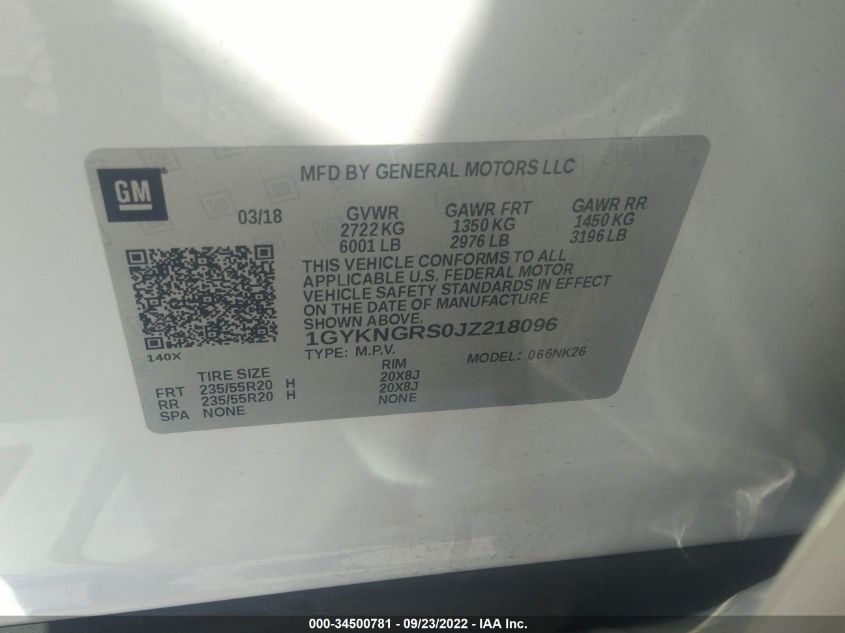 GM
®
MFD BY GENERAL MOTORS LLC
03/18
GVWR GAWR FRT GAWR RR
2722 KG 1350 KG 1450 KG
6001 LB 2976 LB 3196 LB
THIS VEHICLE CONFORMS TO ALL
APPLICABLE U.S. FEDERAL MOTOR
VEHICLE SAFETY STANDARDS IN EFFECT
ON THE DATE OF MANUFACTURE
SHOWN ABOVE.
1GYKNGRS0JZ218096
140X
TYPE: M.P.V. MODEL: 066NK26
TIRE SIZE RIM
FRT 235/55R20 H 20X8J
RR 235/55R20 H 20X8J
SPA NONE NONE
000-34500781 - 09/23/2022 - IAA Inc.